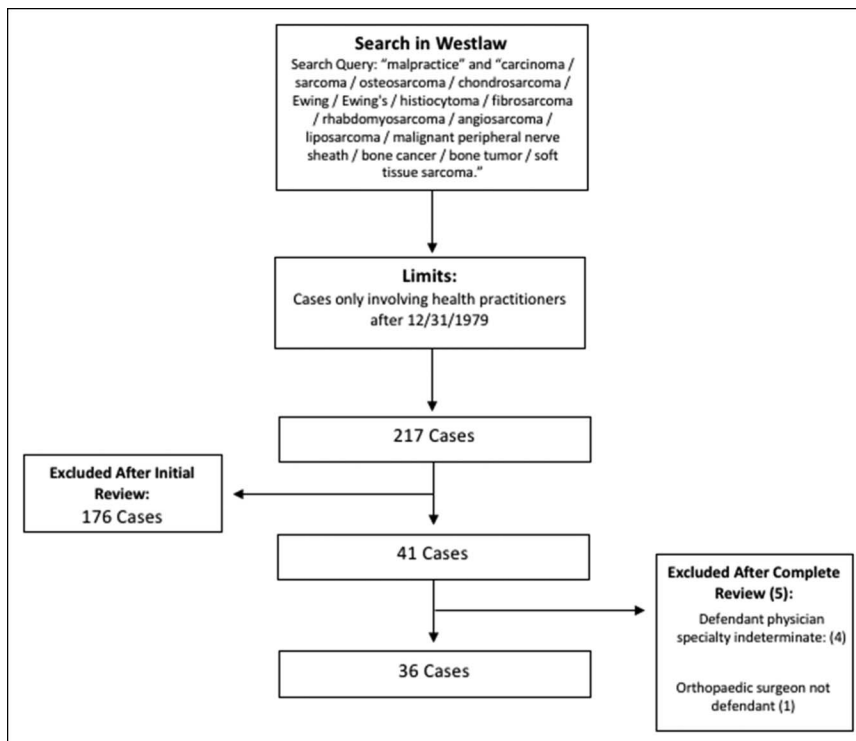 Search in Westlaw
Search Query: “malpractice” and “carcinoma /
sarcoma / osteosarcoma / chondrosarcoma /
Ewing / Ewing's / histiocytoma / fibrosarcoma
/ rhabdomyosarcoma / angiosarcoma /
liposarcoma / malignant peripheral nerve
sheath / bone cancer / bone tumor / soft
tissue sarcoma.”
Limits:
Cases only involving health practitioners
after 12/31/1979
217 Cases
Excluded After Initial
Review:
176 Cases
41 Cases
Excluded After Complete
Review (5):
Defendant physician
specialty indeterminate: (4)
Orthopaedic surgeon not
defendant (1)
36 Cases